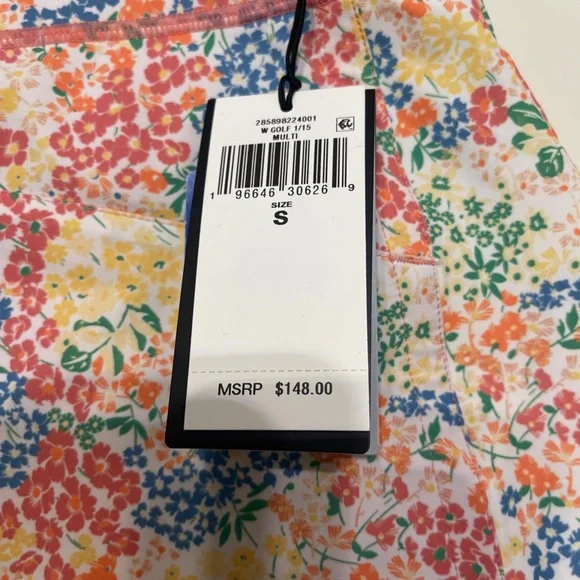 285898224001
W GOLF 1/15
MULTI
1 96646 30626 9
SIZE
S
MSRP $148.00